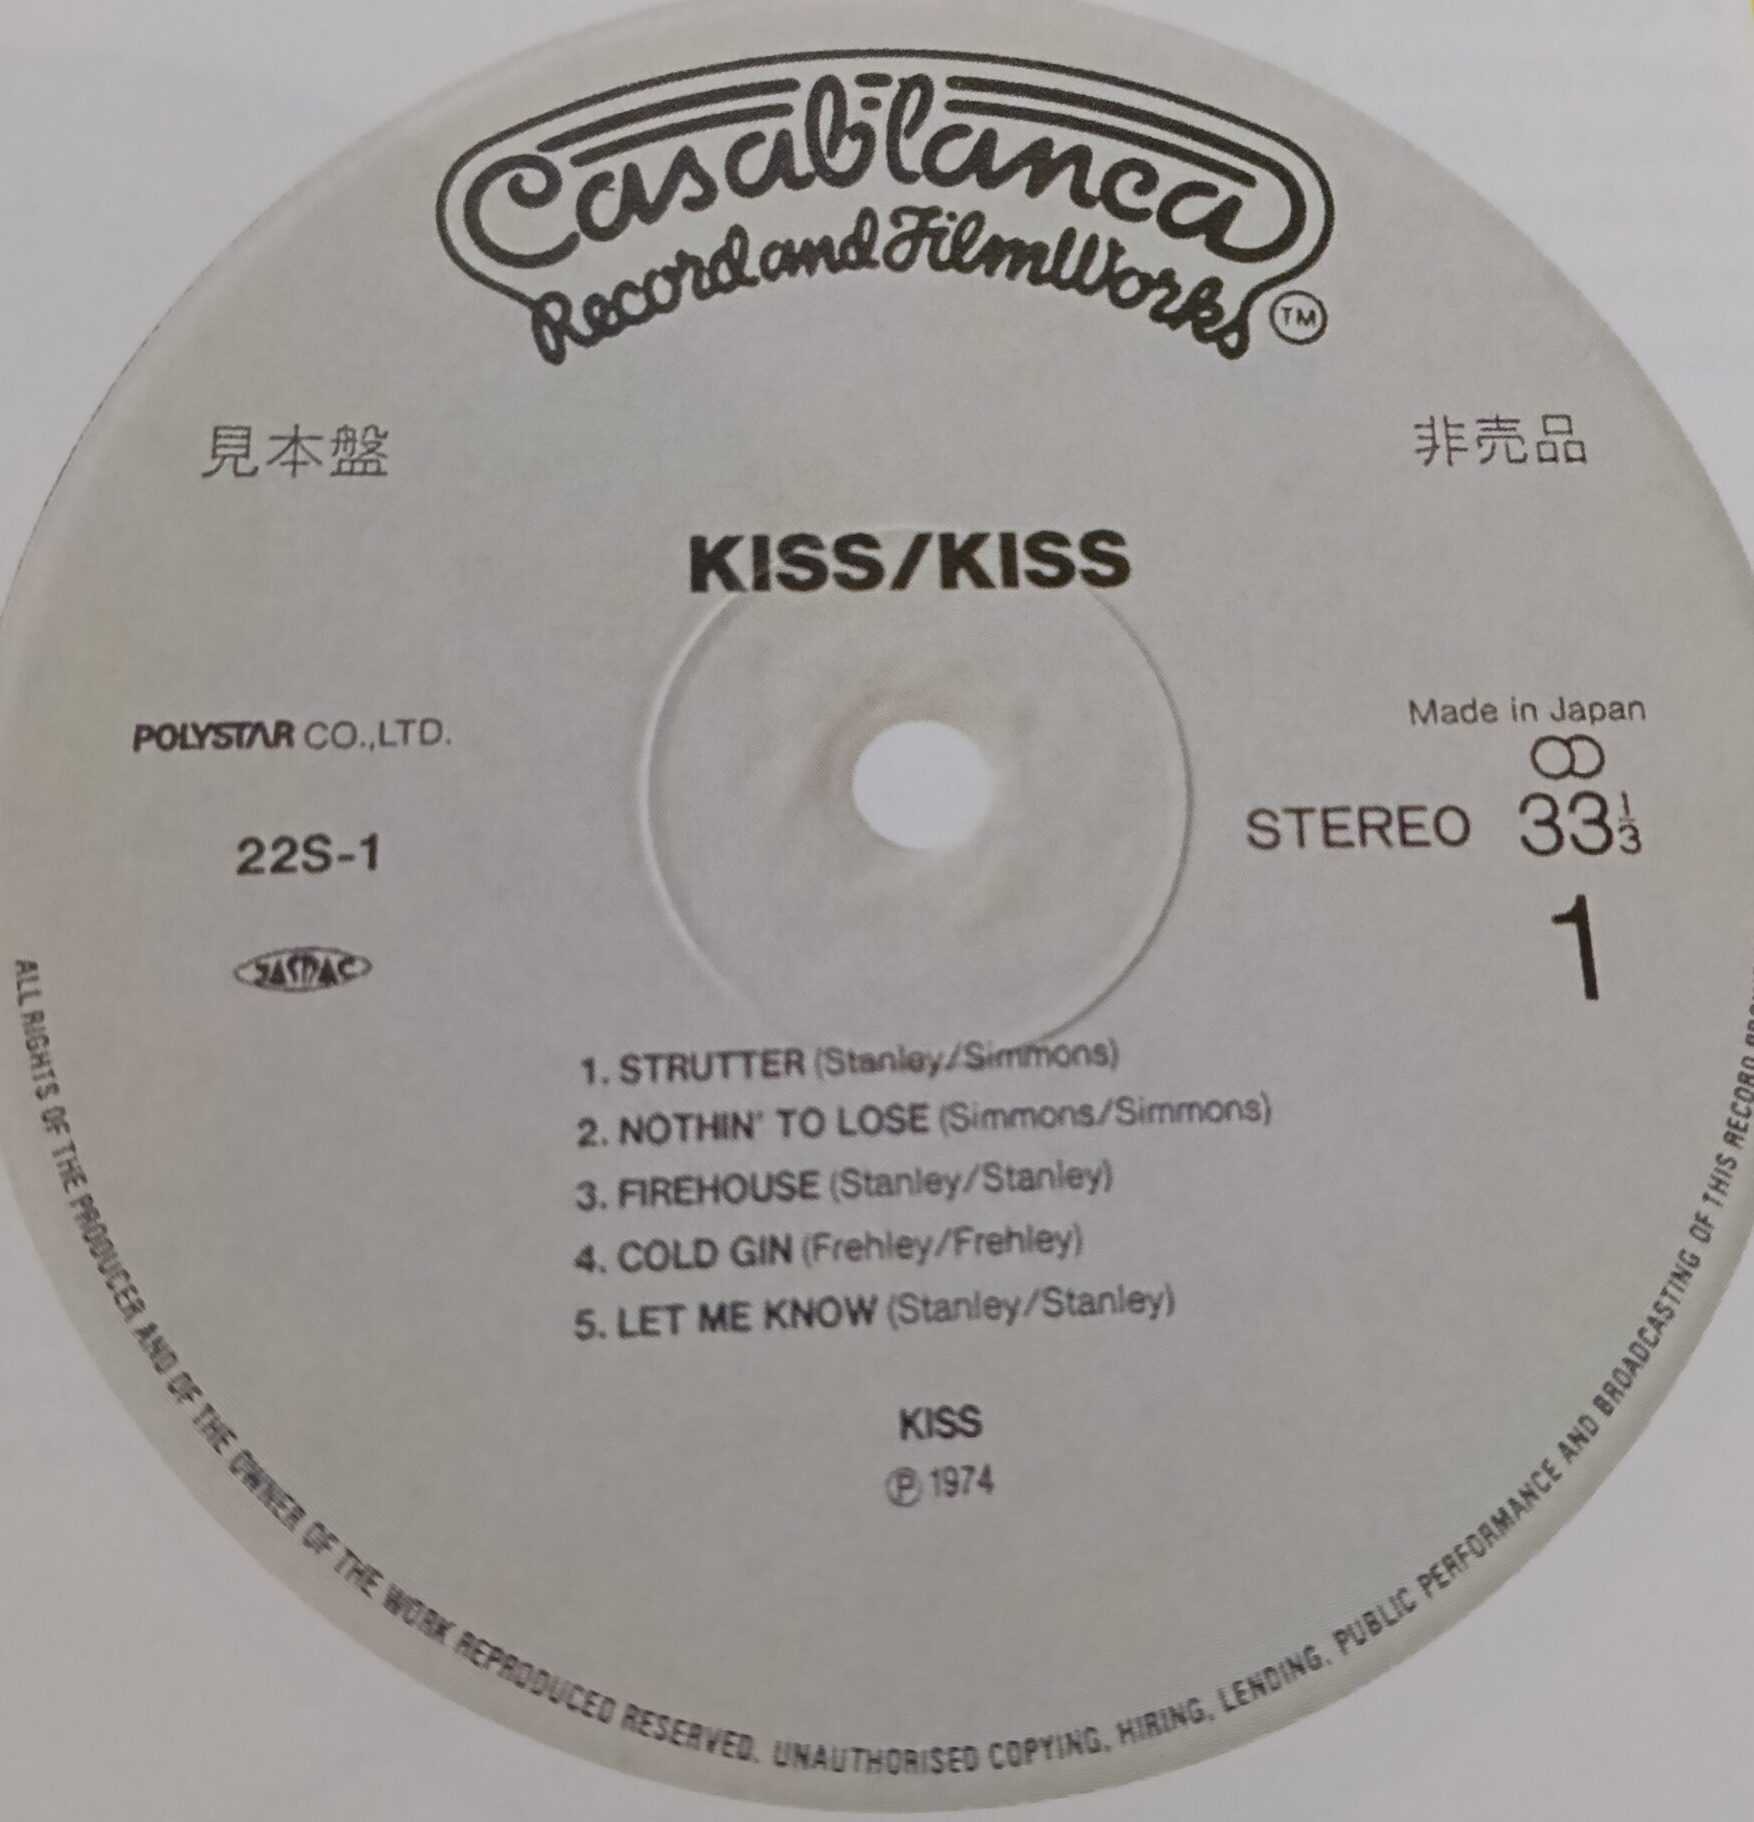 Casablanca
Record and FilmWorks TM
見本盤
非売品
KISS/KISS
POLYSTAR CO.,LTD.
22S-1
JASRAC
Made in Japan
STEREO 33⅓
1
1. STRUTTER (Stanley/Simmons)
2. NOTHIN' TO LOSE (Simmons/Simmons)
3. FIREHOUSE (Stanley/Stanley)
4. COLD GIN (Frehley/Frehley)
5. LET ME KNOW (Stanley/Stanley)
KISS
Ⓟ 1974
ALL RIGHTS OF THE PRODUCER AND OF THE OWNER OF THE WORK REPRODUCED RESERVED. UNAUTHORISED COPYING, HIRING, LENDING, PUBLIC PERFORMANCE AND BROADCASTING OF THIS RECORD